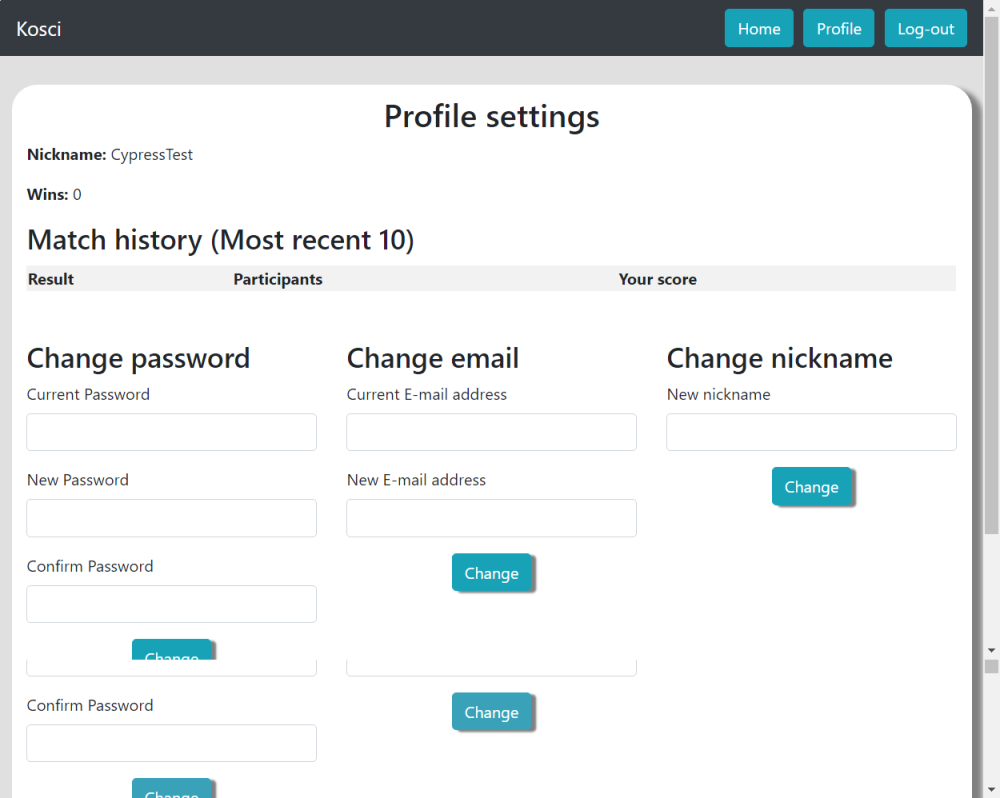 Kosci
Home Profile Log-out
Profile settings
Nickname: CypressTest
Wins: 0
Match history (Most recent 10)
Result Participants Your score
Change password Change email Change nickname
Current Password Current E-mail address New nickname
New Password New E-mail address Change
Confirm Password Change
Change
Confirm Password Change
Change